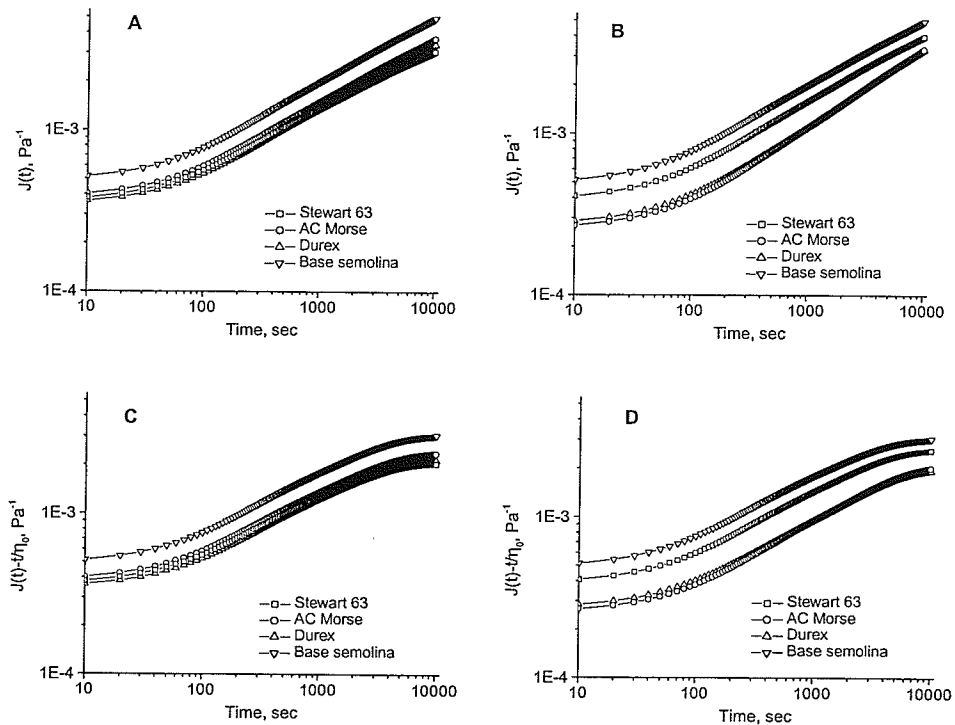 A
J(t), Pa⁻¹
1E-3
1E-4
Stewart 63
AC Morse
Durex
Base semolina
10 100 1000 10000
Time, sec
B
J(t), Pa⁻¹
1E-3
1E-4
Stewart 63
AC Morse
Durex
Base semolina
10 100 1000 10000
Time, sec
C
J(t)-t/η₀, Pa⁻¹
1E-3
1E-4
Stewart 63
AC Morse
Durex
Base semolina
10 100 1000 10000
Time, sec
D
J(t)-t/η₀, Pa⁻¹
1E-3
1E-4
Stewart 63
AC Morse
Durex
Base semolina
10 100 1000 10000
Time, sec